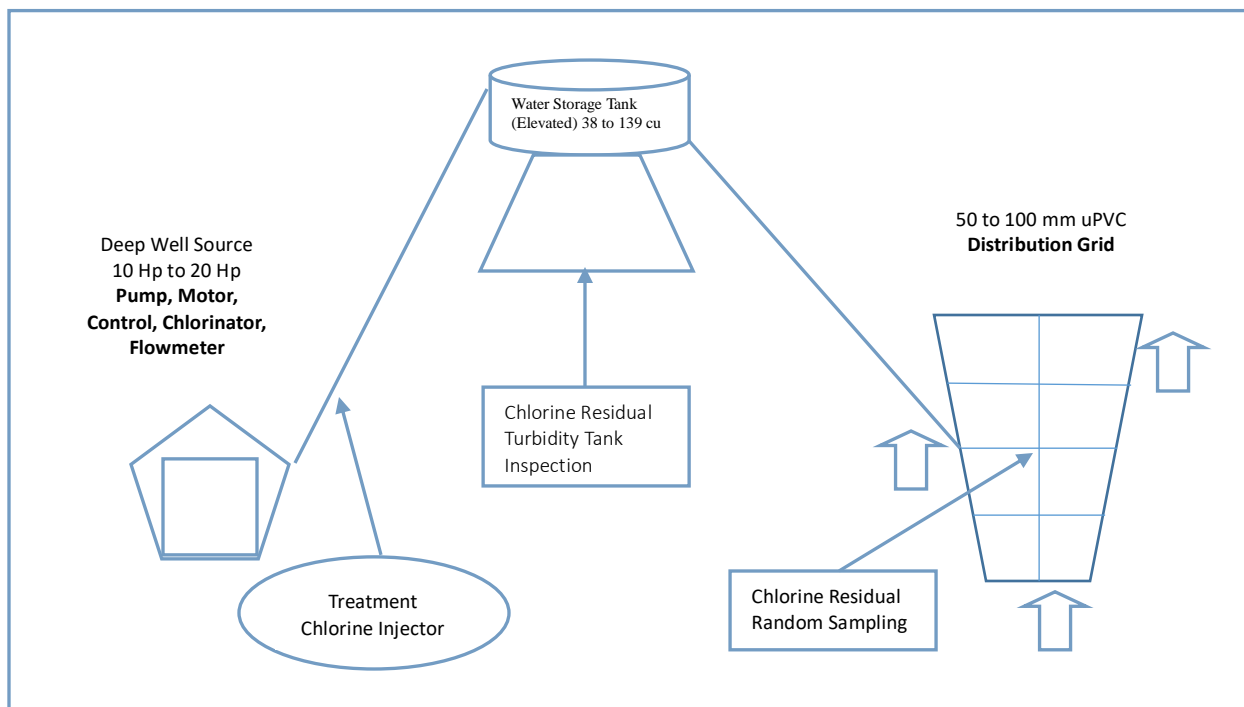 Water Storage Tank
(Elevated) 38 to 139 cu
50 to 100 mm uPVC
Distribution Grid
Deep Well Source
10 Hp to 20 Hp
Pump, Motor,
Control, Chlorinator,
Flowmeter
Chlorine Residual
Turbidity Tank
Inspection
Treatment
Chlorine Injector
Chlorine Residual
Random Sampling